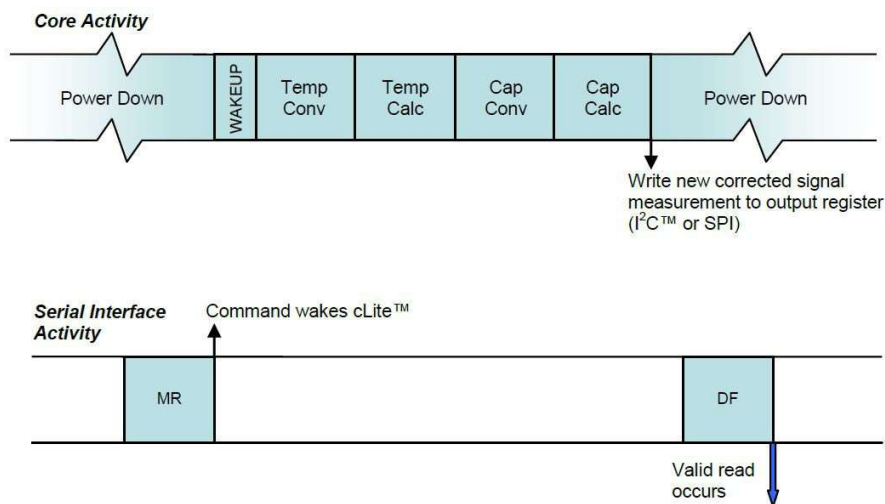 Core Activity
Power Down
WAKEUP
Temp
Conv
Temp
Calc
Cap
Conv
Cap
Calc
Power Down
Write new corrected signal
measurement to output register
(I²C™ or SPI)
Serial Interface
Activity
Command wakes cLite™
MR
DF
Valid read
occurs